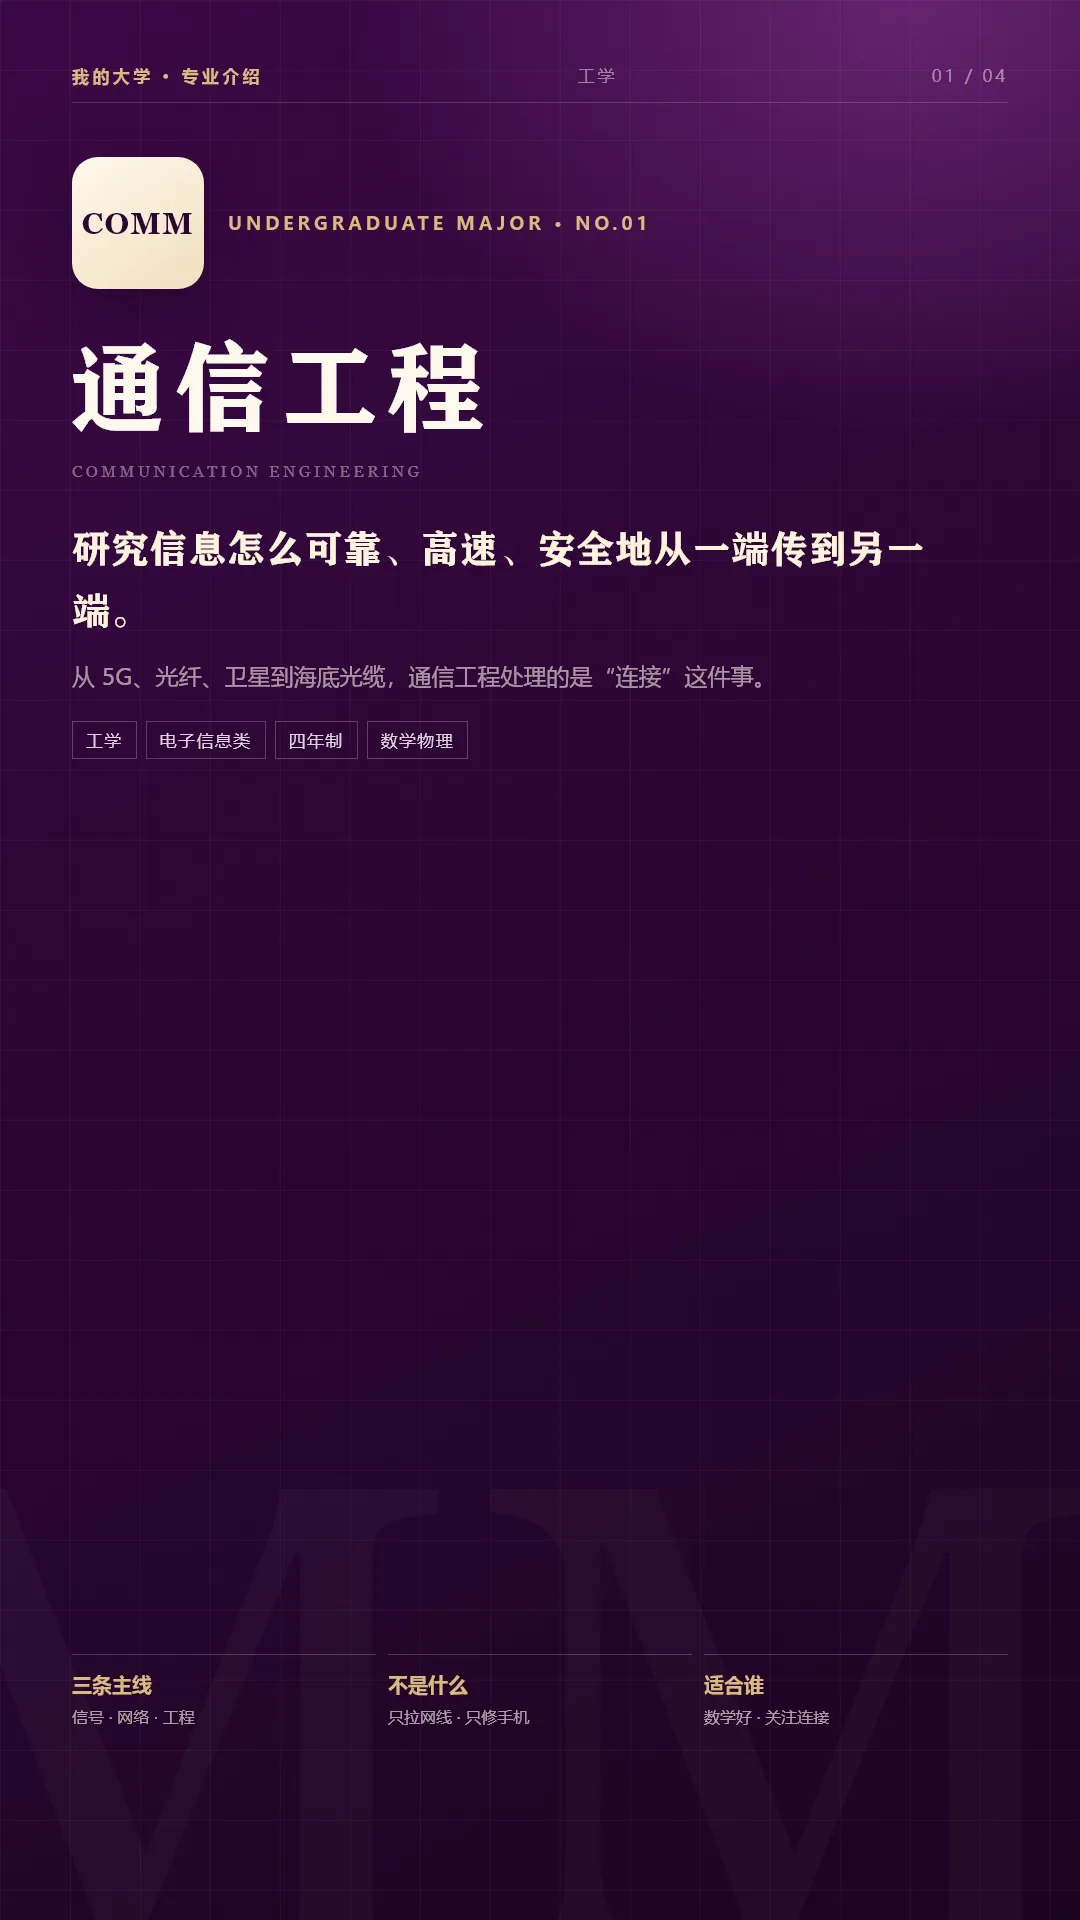 我的大学 · 专业介绍
工学
01 / 04
COMM
UNDERGRADUATE MAJOR · NO.01
通信工程
COMMUNICATION ENGINEERING
研究信息怎么可靠、高速、安全地从一端传到另一
端。
从 5G、光纤、卫星到海底光缆，通信工程处理的是“连接”这件事。
工学
电子信息类
四年制
数学物理
三条主线
信号 · 网络 · 工程
不是什么
只拉网线 · 只修手机
适合谁
数学好 · 关注连接
MM